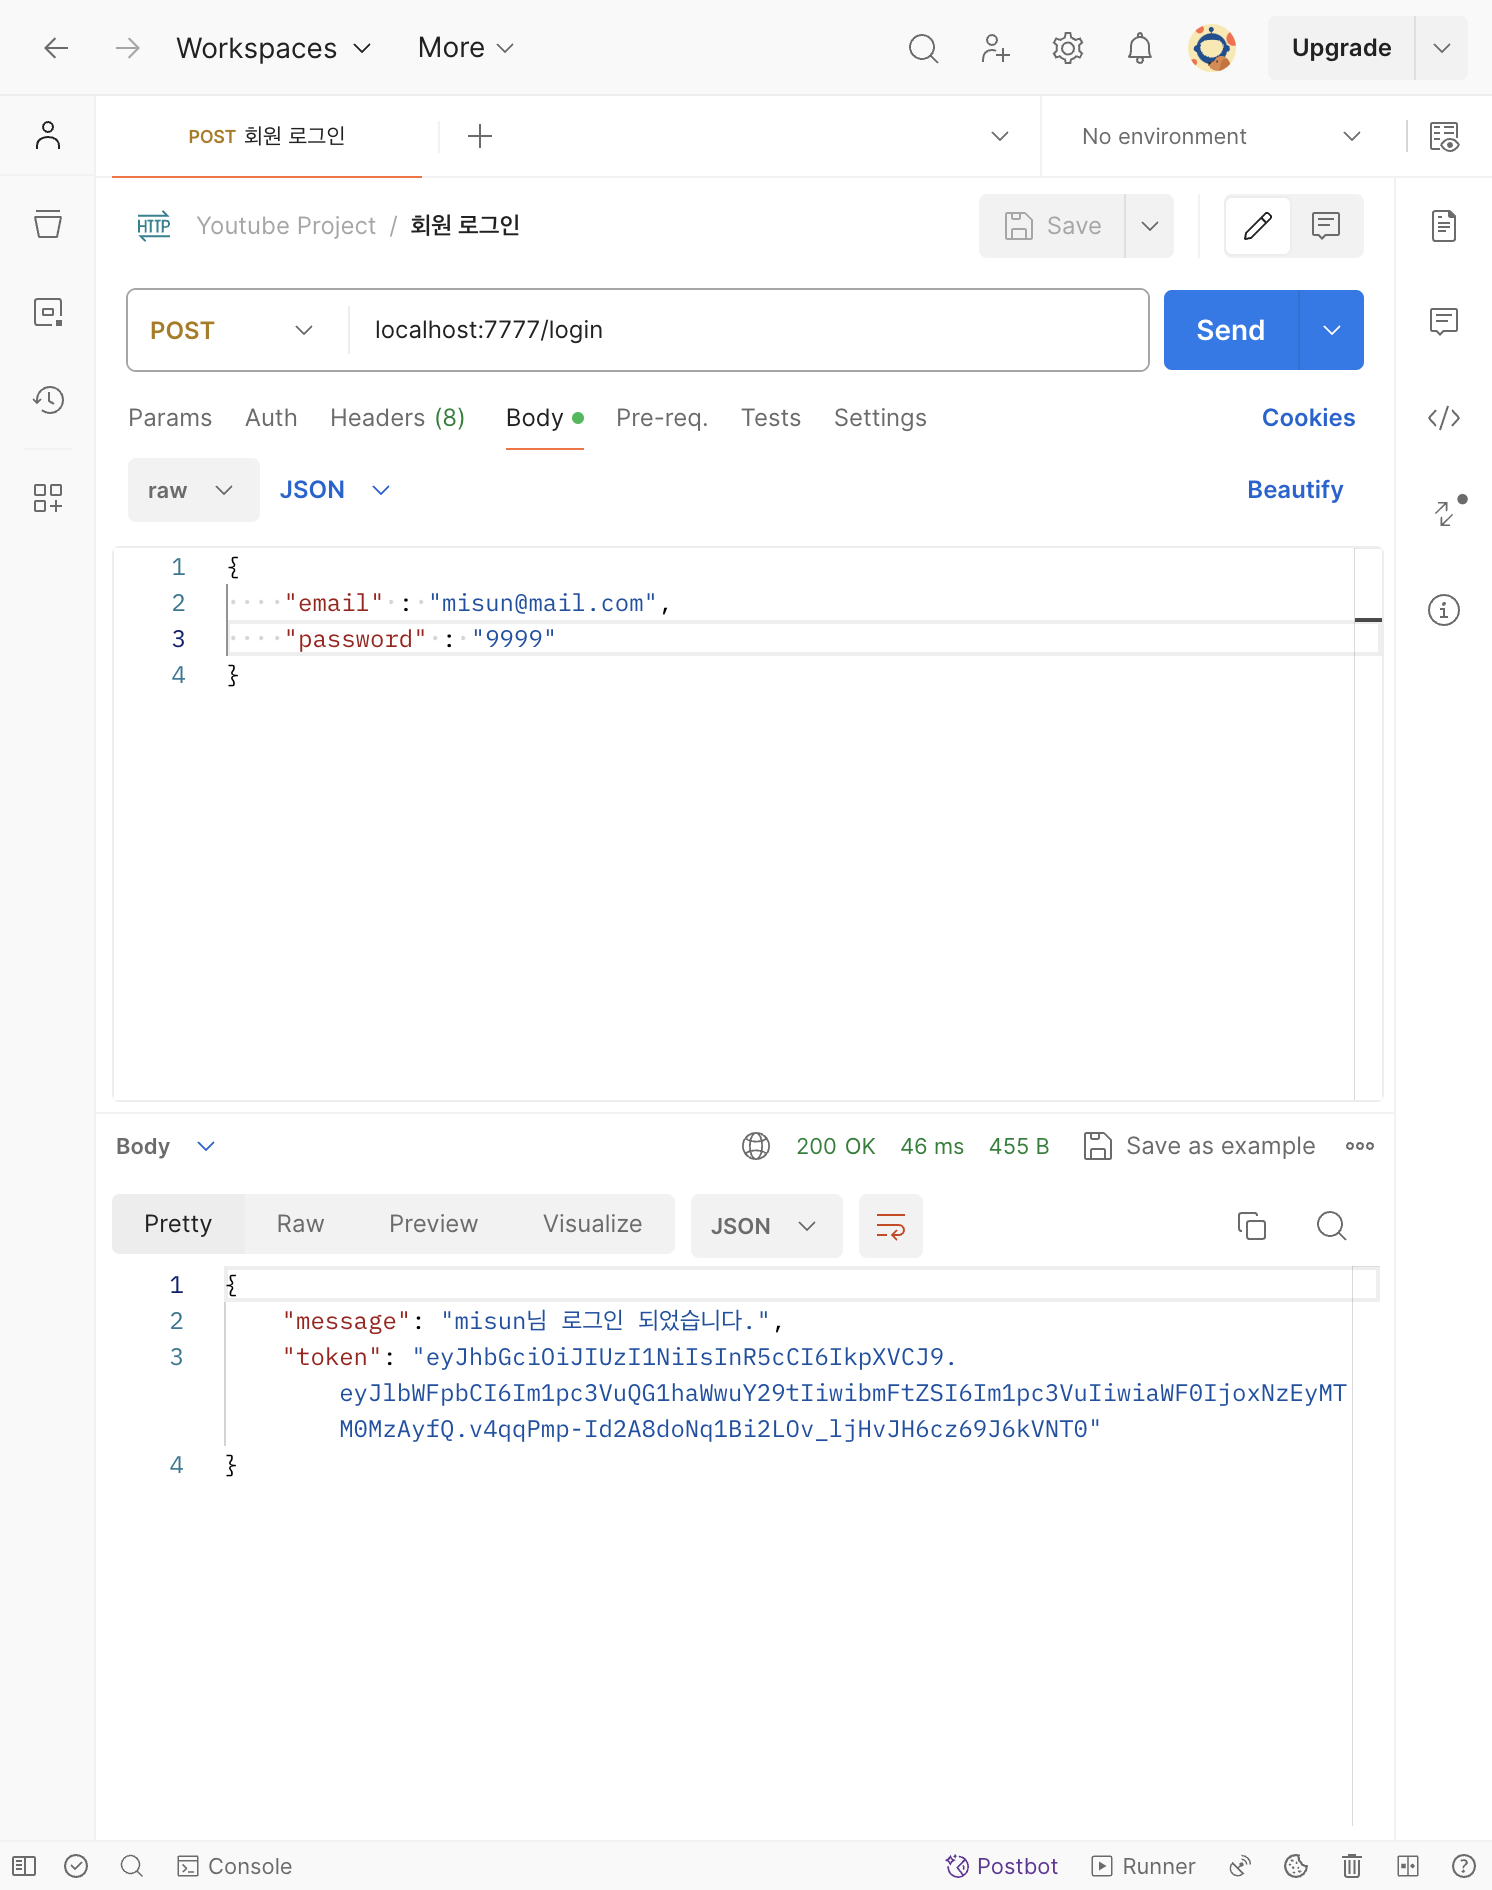 Workspaces More Upgrade
POST 회원 로그인 No environment
HTTP Youtube Project / 회원 로그인 Save
POST localhost:7777/login Send
Params Auth Headers (8) Body Pre-req. Tests Settings Cookies
raw JSON Beautify
1 {
2 "email" : "misun@mail.com",
3 "password" : "9999"
4 }
Body 200 OK 46 ms 455 B Save as example
Pretty Raw Preview Visualize JSON
1 {
2 "message": "misun님 로그인 되었습니다.",
3 "token": "eyJhbGciOiJIUzI1NiIsInR5cCI6IkpXVCJ9.
eyJlbWFpbCI6Im1pc3VuQG1haWwuY29tIiwibmFtZSI6Im1pc3VuIiwiaWF0IjoxNzEyMT
M0MzAyfQ.v4qqPmp-Id2A8doNq1Bi2LOv_ljHvJH6cz69J6kVNT0"
4 }
Console Postbot Runner